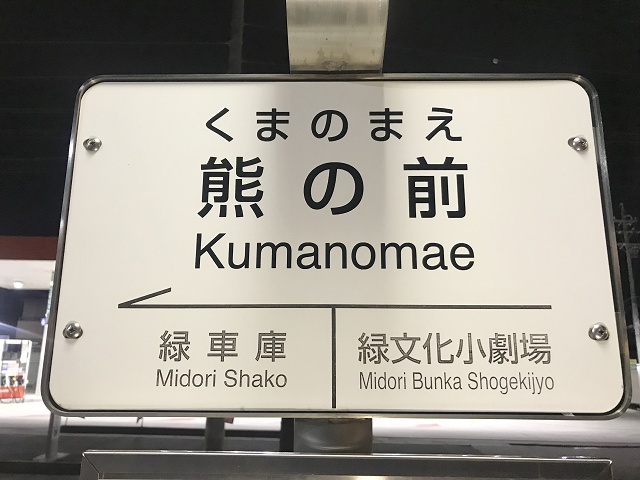 くまのまえ
熊の前
Kumanomae
緑車庫
Midori Shako
緑文化小劇場
Midori Bunka Shogekijyo